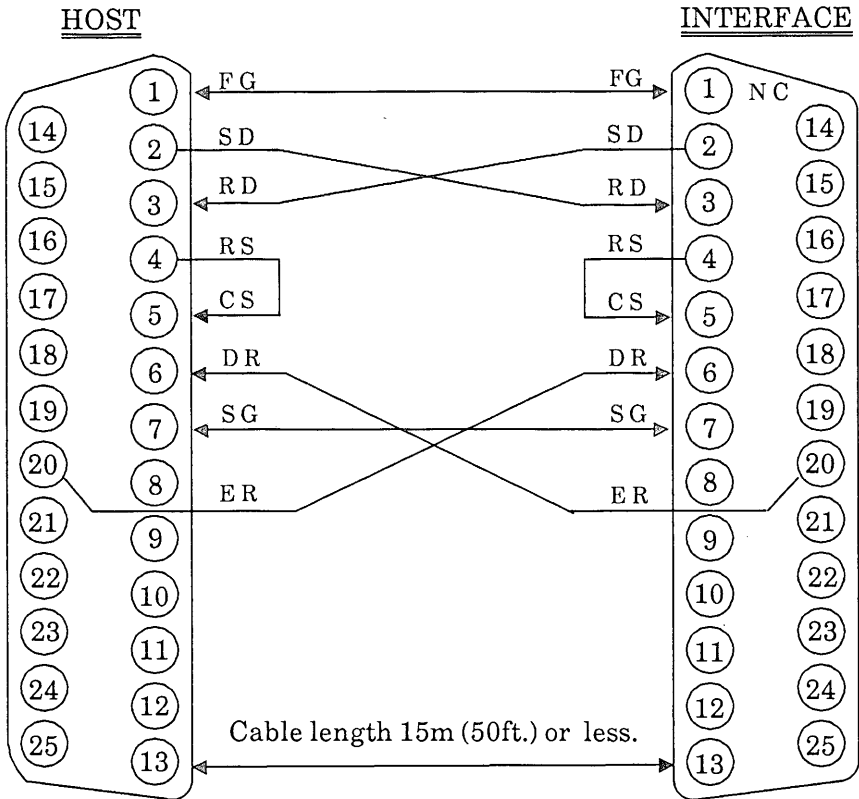 HOST INTERFACE
1 FG FG 1 NC
14 14
2 SD SD 2
15 15
3 RD RD 3
16 16
4 RS RS 4
17 17
5 CS CS 5
18 18
6 DR DR 6
19 19
7 SG SG 7
20 20
8 8
ER ER
21 21
9 9
22 22
10 10
23 23
11 11
24 24
12 12
Cable length 15m (50ft.) or less.
25 25
13 13